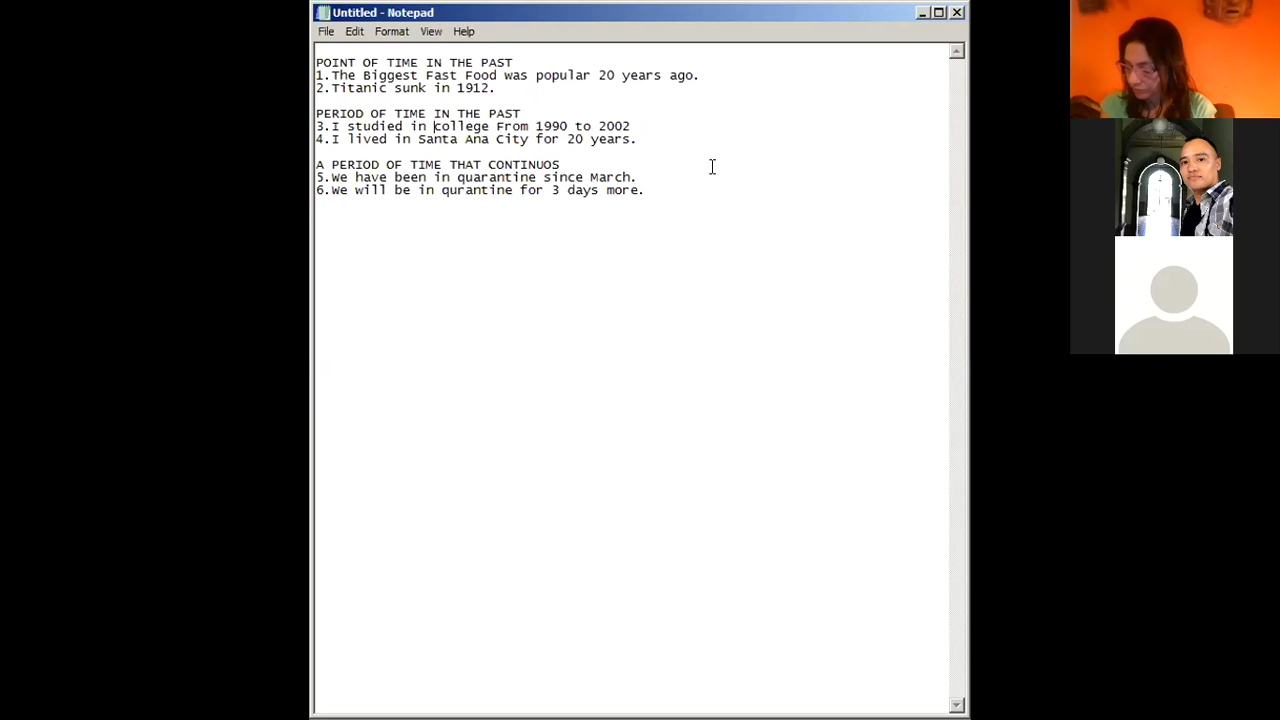 Untitled - Notepad
File Edit Format View Help
POINT OF TIME IN THE PAST
1.The Biggest Fast Food was popular 20 years ago.
2.Titanic sunk in 1912.
PERIOD OF TIME IN THE PAST
3.I studied in college From 1990 to 2002
4.I lived in Santa Ana City for 20 years.
A PERIOD OF TIME THAT CONTINUOS
5.We have been in quarantine since March.
6.We will be in qurantine for 3 days more.